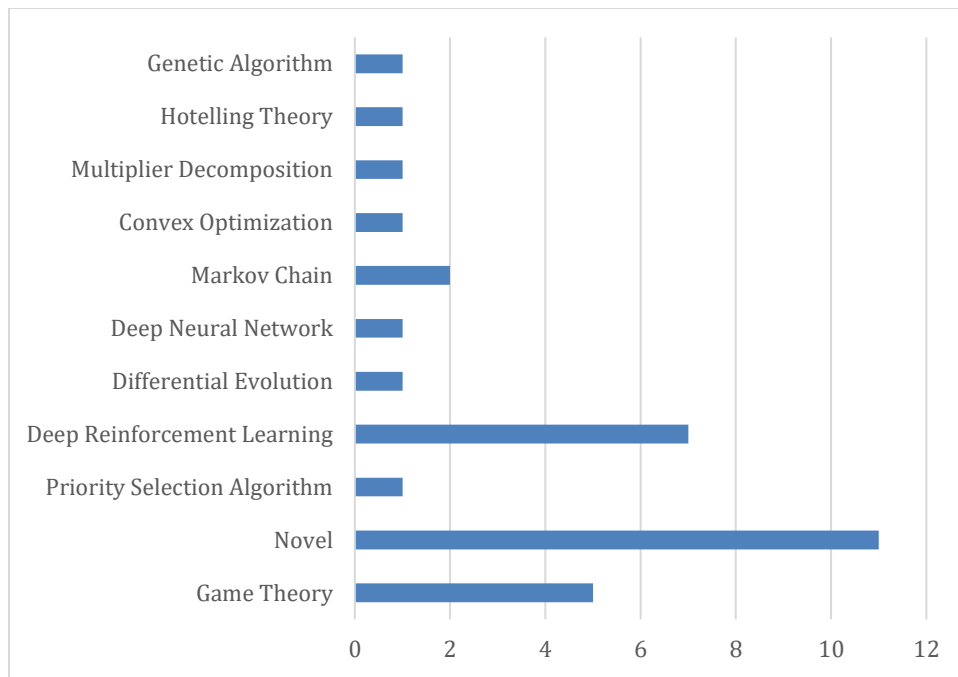 Genetic Algorithm
Hotelling Theory
Multiplier Decomposition
Convex Optimization
Markov Chain
Deep Neural Network
Differential Evolution
Deep Reinforcement Learning
Priority Selection Algorithm
Novel
Game Theory
0 2 4 6 8 10 12